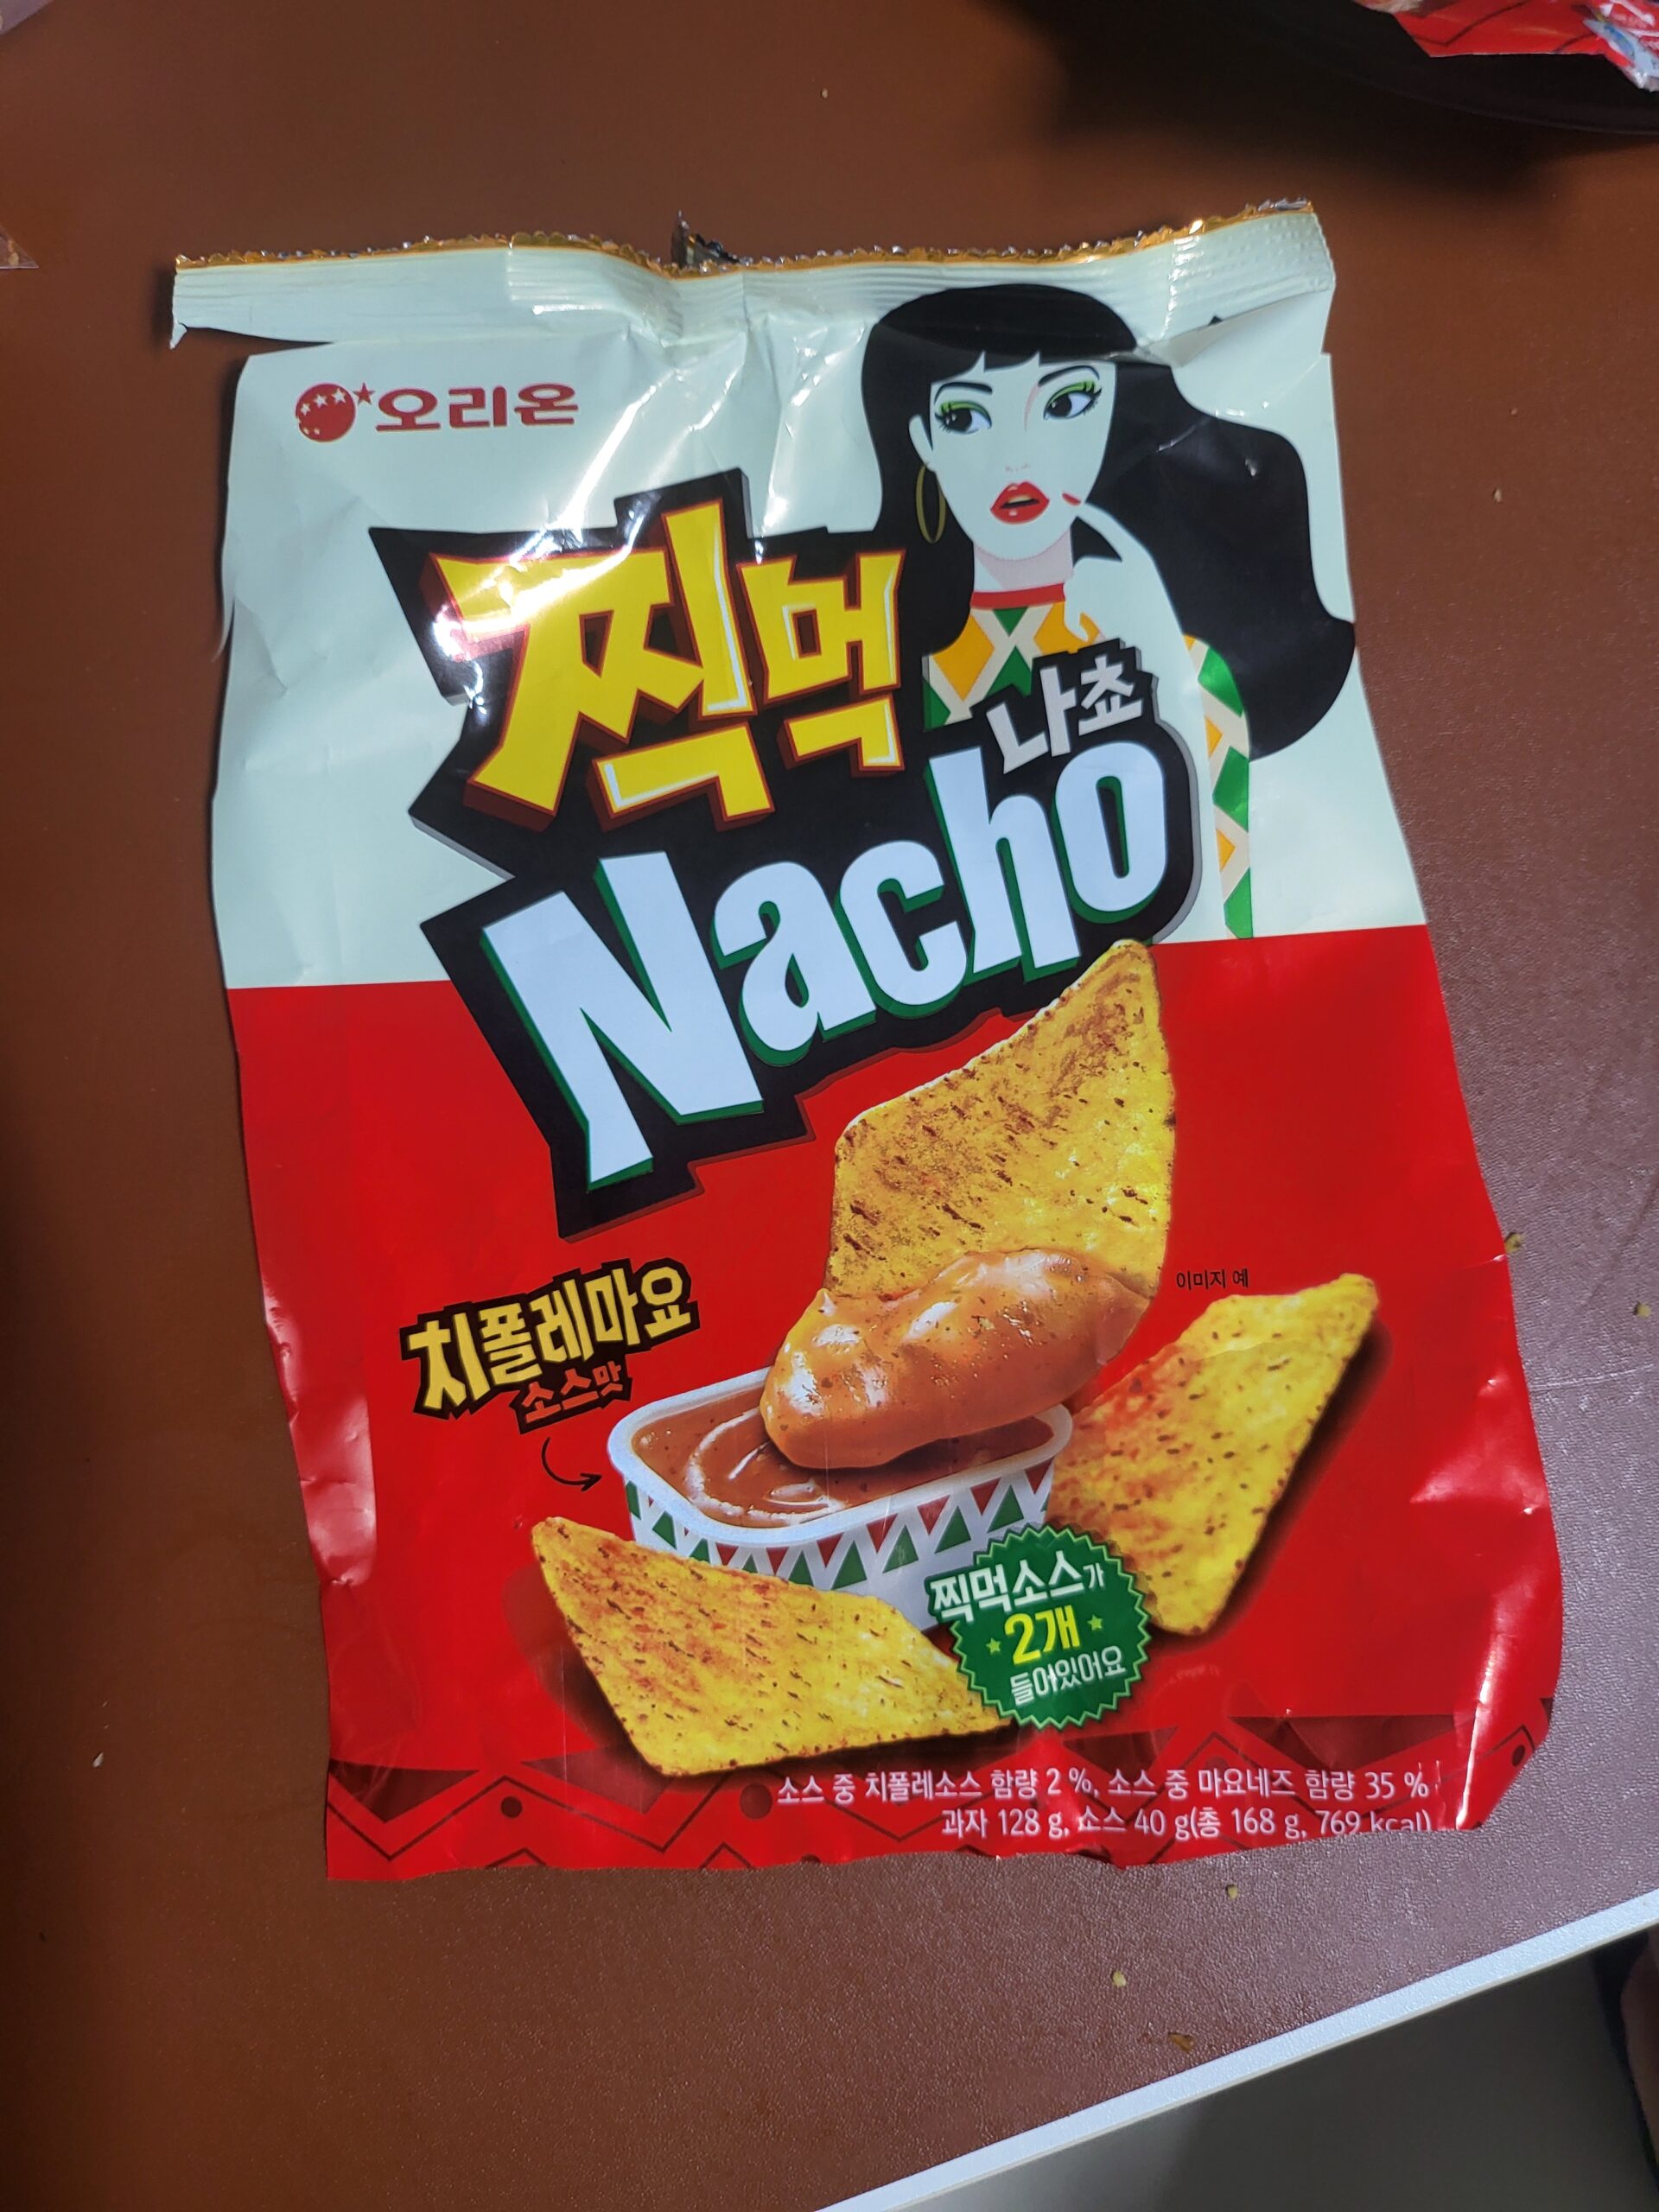 오리온
찍먹
나쵸
Nacho
이미지 예
치폴레마요
소스맛
찍먹소스가
2개
들어있어요
소스 중 치폴레소스 함량 2 %, 소스 중 마요네즈 함량 35 %
과자 128 g, 소스 40 g(총 168 g, 769 kcal)